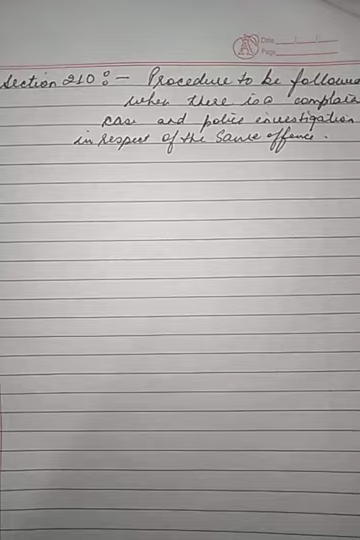 Date
Page
Section 210 :- Procedure to be followed
when there is a complain
case and police investigation
in respect of the Same offence.